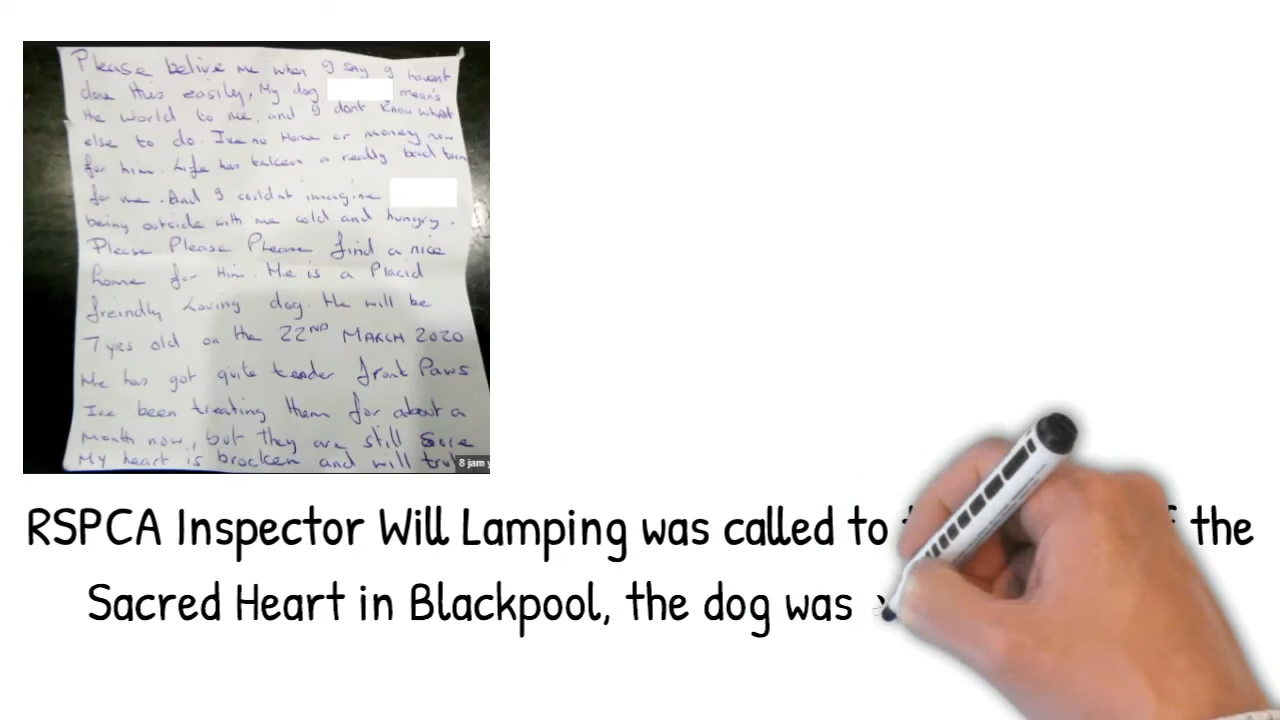 Please belive me when I say I havent
done this easily, My dog means
the world to me, and I dont know what
else to do. Ive no Home or money now
for him. Life has taken a really bad turn
for me. And I couldnt imagine
being outside with me cold and hungry.
Please Please Please find a nice
home for Him. He is a Placid
freindly Loving dog. He will be
7 yrs old on the 22ND MARCH 2020
He has got quite tender front Paws
Ive been treating them for about a
month now, but they are still sore
My heart is brocken and will
8 jam
RSPCA Inspector Will Lamping was called to the
Sacred Heart in Blackpool, the dog was